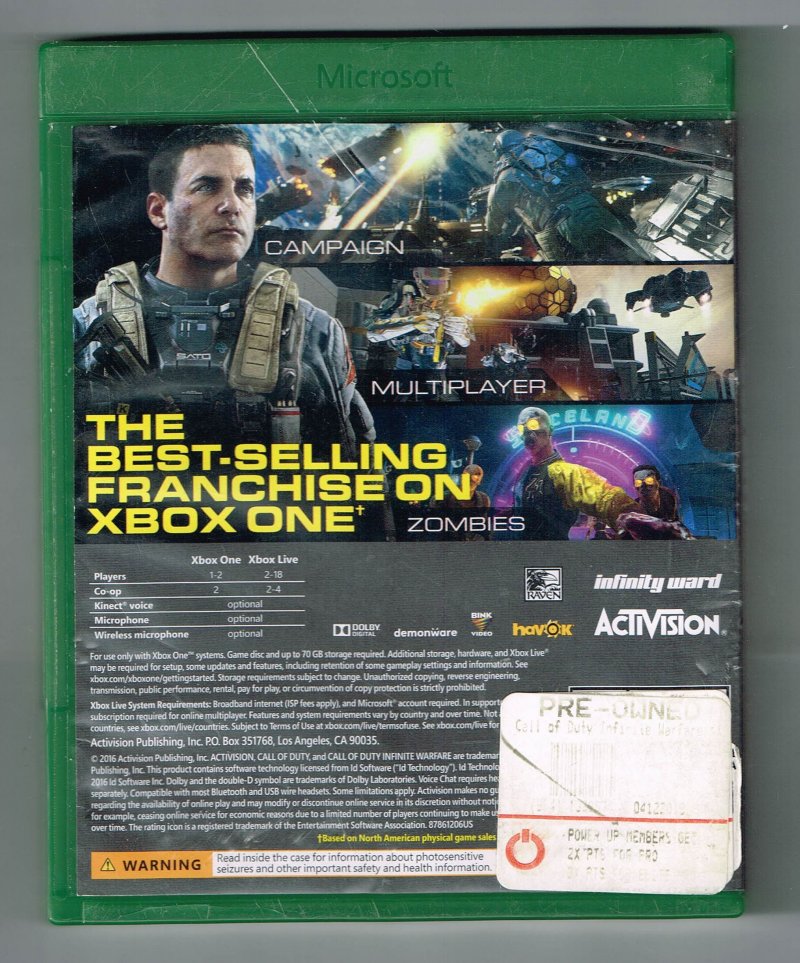 Microsoft
CAMPAIGN
SATO
MULTIPLAYER
THE
BEST-SELLING
FRANCHISE ON
XBOX ONE†
ZOMBIES
Xbox One Xbox Live
Players 1-2 2-18
Co-op 2 2-4
Kinect® voice optional
Microphone optional
Wireless microphone optional
RAVEN
infinity ward
DOLBY
DIGITAL
demonware
BINK
VIDEO
havok
ACTIVISION®
For use only with Xbox One™ systems. Game disc and up to 70 GB storage required. Additional storage, hardware, and Xbox Live®
may be required for setup, some updates and features, including retention of some gameplay settings and information. See
xbox.com/xboxone/gettingstarted. Storage requirements subject to change. Unauthorized copying, reverse engineering,
transmission, public performance, rental, pay for play, or circumvention of copy protection is strictly prohibited.
Xbox Live System Requirements: Broadband internet (ISP fees apply), and Microsoft® account required. In support
subscription required for online multiplayer. Features and system requirements vary by country and over time. Not
countries, see xbox.com/live/countries. Subject to Terms of Use at xbox.com/live/termsofuse. See xbox.com/live for
Activision Publishing, Inc. P.O. Box 351768, Los Angeles, CA 90035.
© 2016 Activision Publishing, Inc. ACTIVISION, CALL OF DUTY, and CALL OF DUTY INFINITE WARFARE are tradema
Publishing, Inc. This product contains software technology licensed from Id Software ("Id Technology"). Id Technolo
2016 Id Software Inc. Dolby and the double-D symbol are trademarks of Dolby Laboratories. Voice Chat requires hea
separately. Compatible with most Bluetooth and USB wire headsets. Some limitations apply. Activision makes no gu
regarding the availability of online play and may modify or discontinue online service in its discretion without noti
for example, ceasing online service for economic reasons due to a limited number of players continuing to make us
over time. The rating icon is a registered trademark of the Entertainment Software Association. 87861206US
†Based on North American physical game sales
WARNING
Read inside the case for information about photosensitive
seizures and other important safety and health information.
PRE-OWNED
Call of Duty Infinite Warfare
POWER UP MEMBERS GET
2X PTS FOR PRO